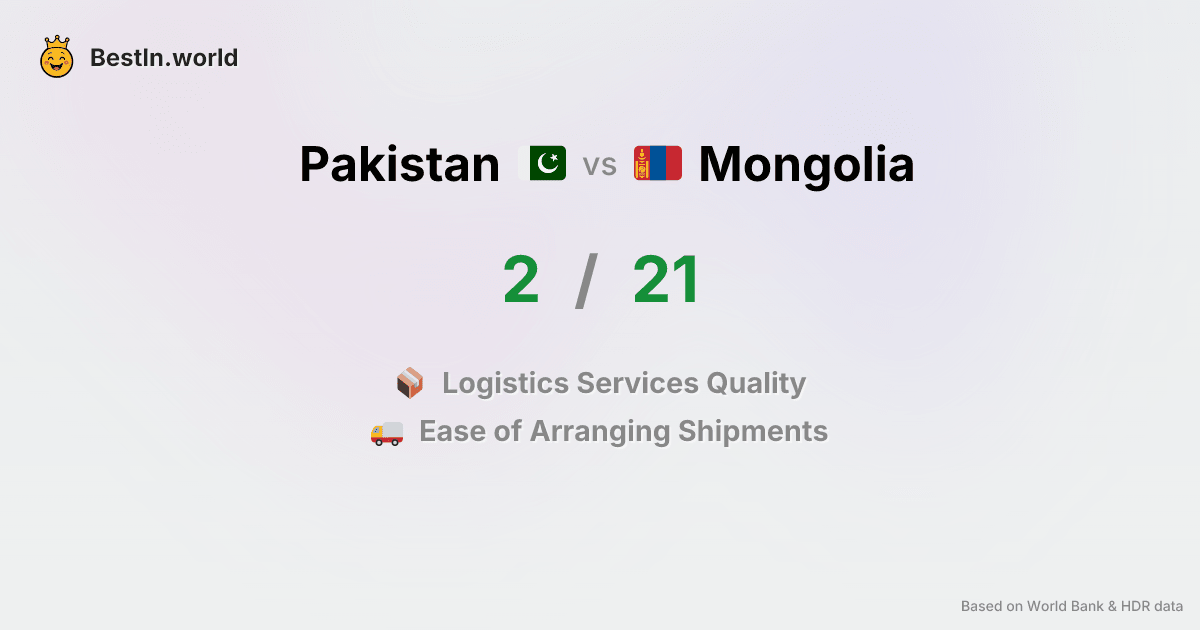 BestIn.world
Pakistan vs Mongolia
2 / 21
Logistics Services Quality
Ease of Arranging Shipments
Based on World Bank & HDR data